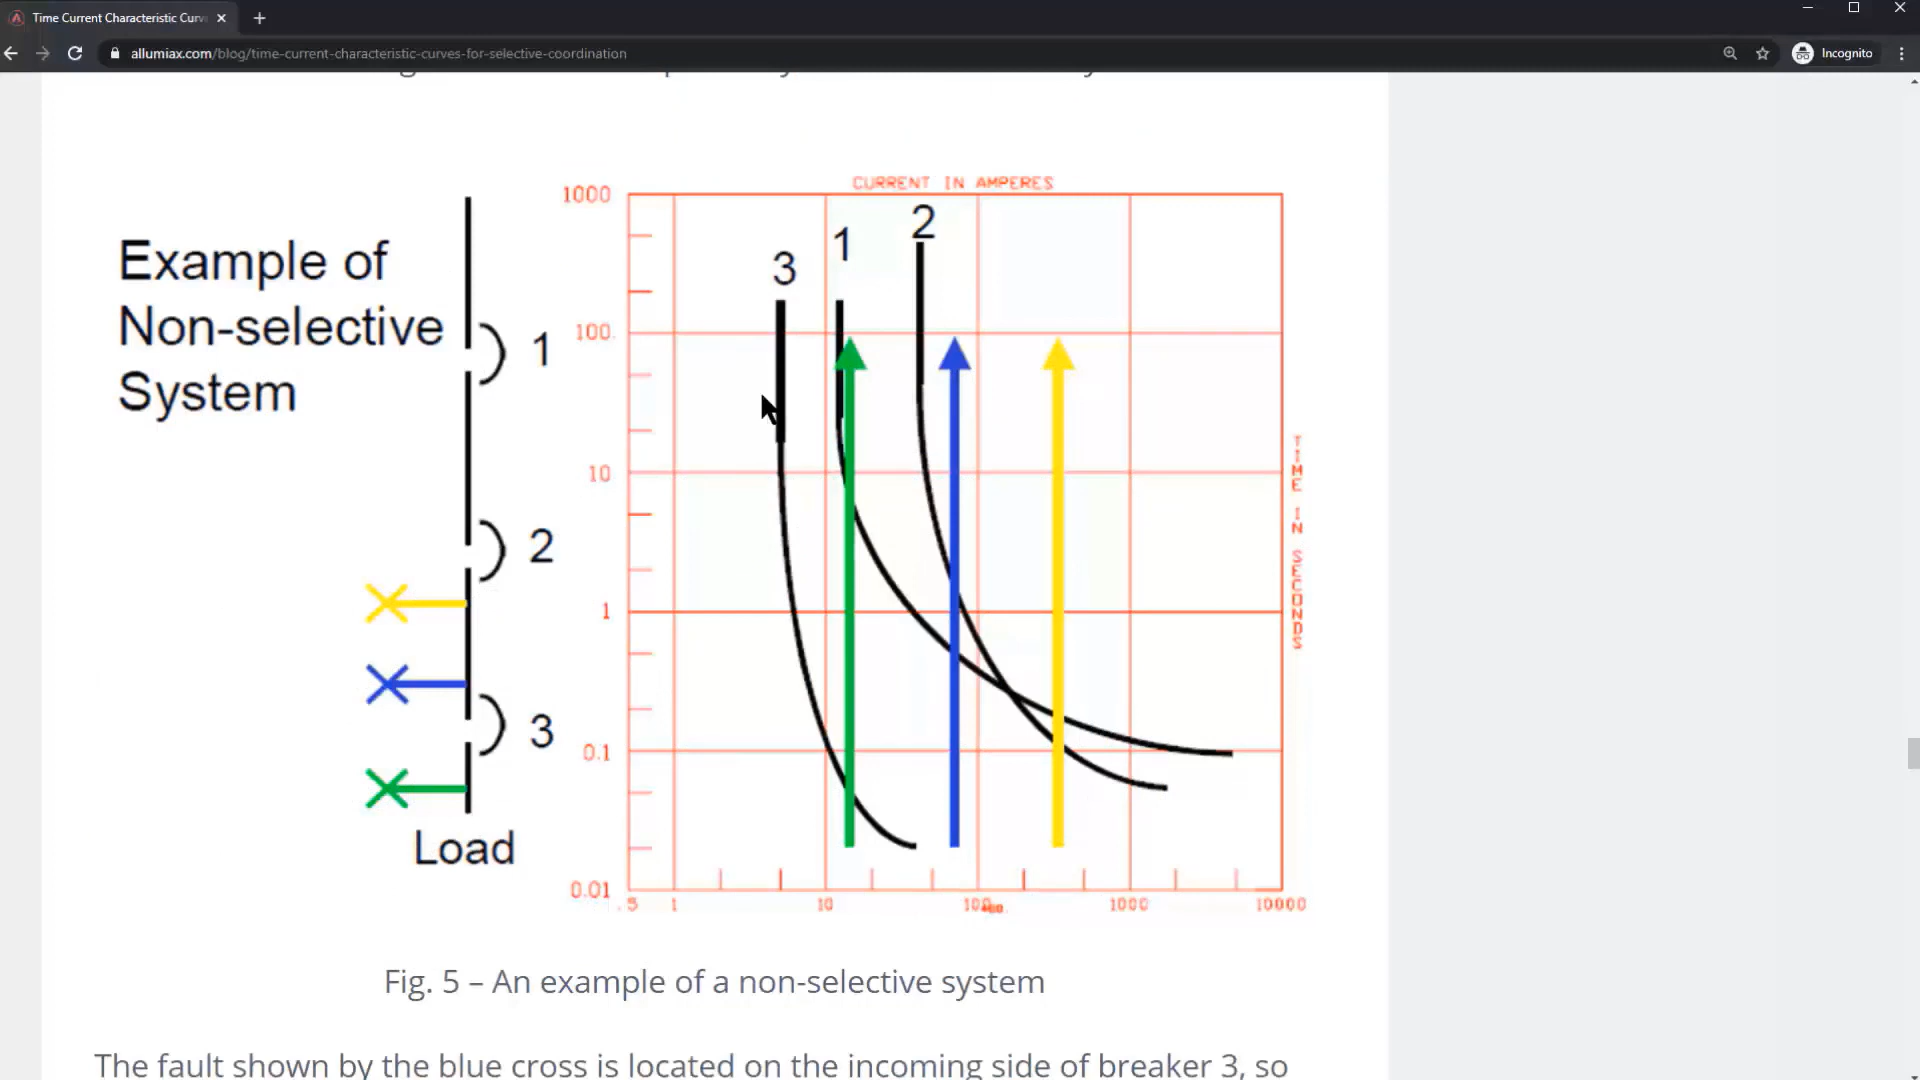 Time Current Characteristic Curv
allumiax.com/blog/time-current-characteristic-curves-for-selective-coordination
Incognito
Example of
Non-selective
System
1
2
3
Load
CURRENT IN AMPERES
1000
100.
10
1
0.1
0.01
3
1
2
TIME IN SECONDS
.5 1 10 100 1000 10000
Fig. 5 – An example of a non-selective system
The fault shown by the blue cross is located on the incoming side of breaker 3, so